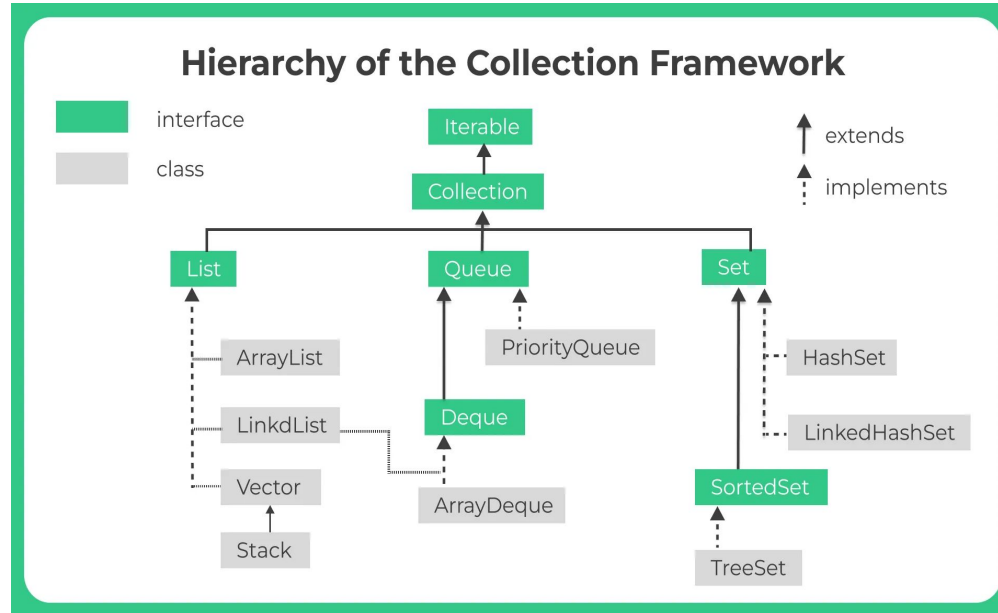 Hierarchy of the Collection Framework
interface
class
extends
implements
Iterable
Collection
List
Queue
Set
ArrayList
PriorityQueue
HashSet
LinkdList
Deque
LinkedHashSet
Vector
ArrayDeque
SortedSet
Stack
TreeSet